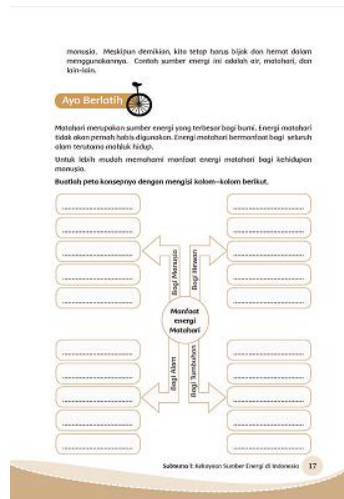 manusia. Meskipun demikian, kita tetap harus bijak dan hemat dalam
menggunakannya. Contoh sumber energi ini adalah air, matahari, dan
lain-lain.
Ayo Berlatih
Matahari merupakan sumber energi yang terbesar bagi bumi. Energi matahari
tidak akan pernah habis digunakan. Energi matahari bermanfaat bagi seluruh
alam terutama makhluk hidup.
Untuk lebih mudah memahami manfaat energi matahari bagi kehidupan
manusia.
Buatlah peta konsepnya dengan mengisi kolom-kolom berikut.
Bagi Manusia
Bagi Hewan
Manfaat
energi
Matahari
Bagi Alam
Bagi Tumbuhan
Subtema 1: Kekayaan Sumber Energi di Indonesia 17